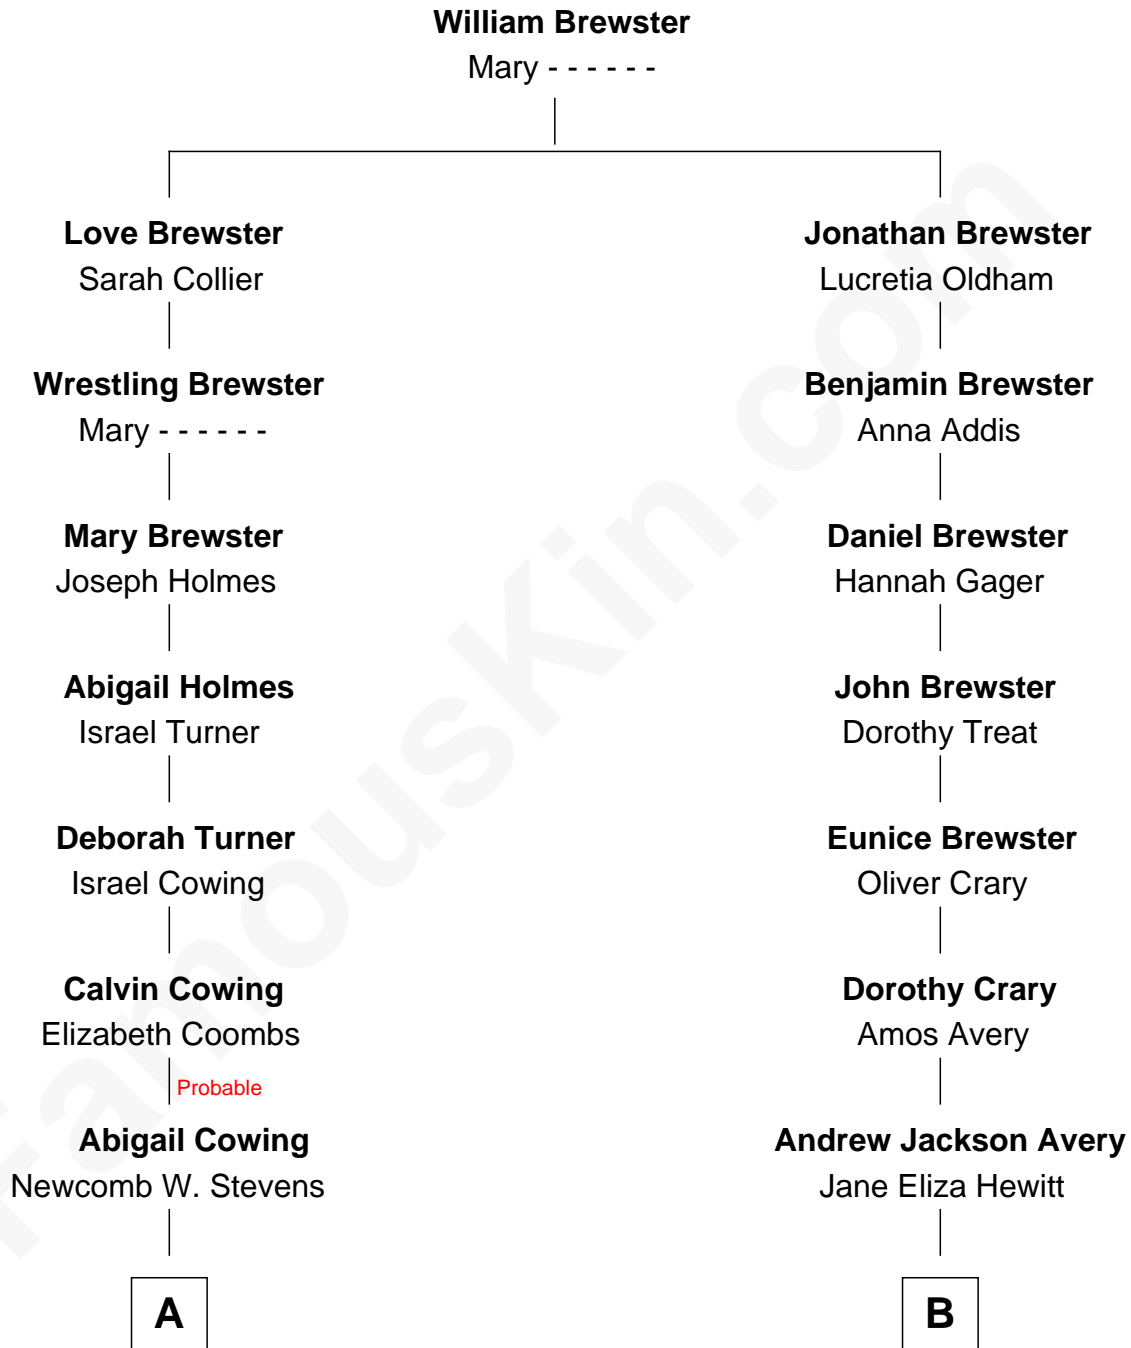 William Brewster
Mary - - - - - -
Love Brewster
Sarah Collier
Jonathan Brewster
Lucretia Oldham
Wrestling Brewster
Mary - - - - - -
Benjamin Brewster
Anna Addis
Mary Brewster
Joseph Holmes
Daniel Brewster
Hannah Gager
Abigail Holmes
Israel Turner
John Brewster
Dorothy Treat
Deborah Turner
Israel Cowing
Eunice Brewster
Oliver Crary
Calvin Cowing
Elizabeth Coombs
Dorothy Crary
Amos Avery
Probable
Abigail Cowing
Newcomb W. Stevens
Andrew Jackson Avery
Jane Eliza Hewitt
A
B
FamousKin.com